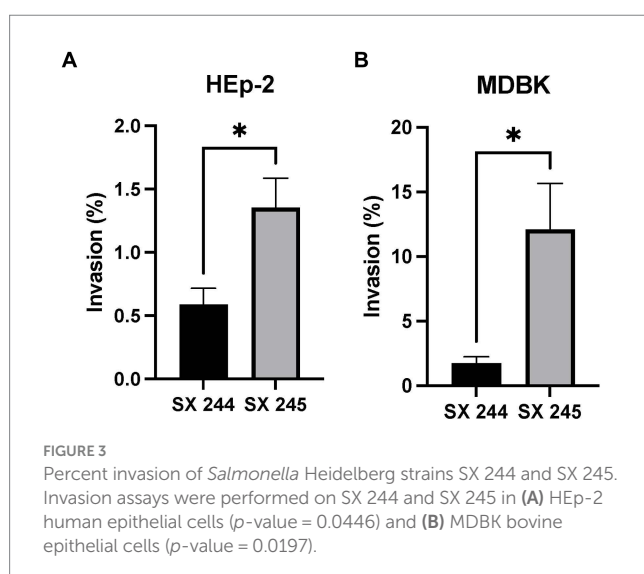 A
HEp-2
Invasion (%)
2.0
1.5
1.0
0.5
0.0
*
SX 244 SX 245
B
MDBK
Invasion (%)
20
15
10
5
0
*
SX 244 SX 245
FIGURE 3
Percent invasion of Salmonella Heidelberg strains SX 244 and SX 245.
Invasion assays were performed on SX 244 and SX 245 in (A) HEp-2
human epithelial cells (p-value = 0.0446) and (B) MDBK bovine
epithelial cells (p-value = 0.0197).